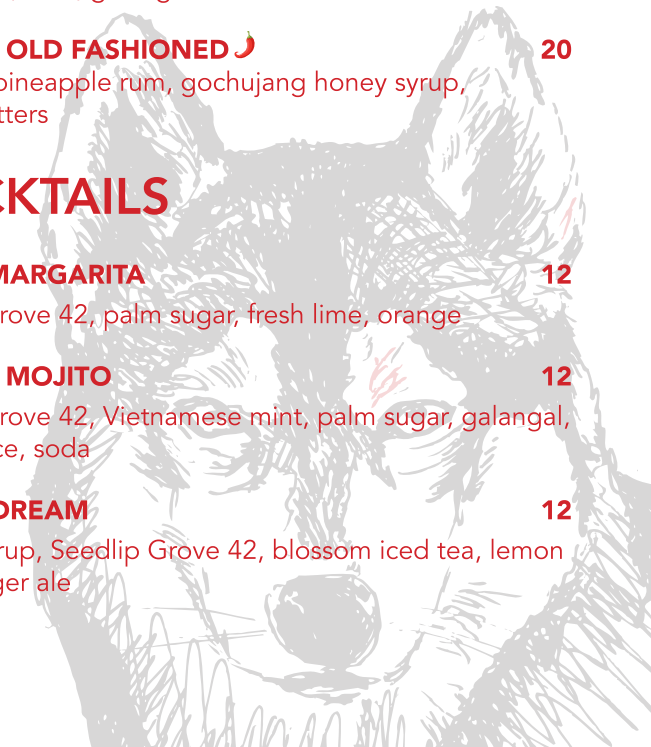 OLD FASHIONED 20
pineapple rum, gochujang honey syrup,
tters
CKTAILS
MARGARITA 12
rove 42, palm sugar, fresh lime, orange
MOJITO 12
rove 42, Vietnamese mint, palm sugar, galangal,
ce, soda
DREAM 12
rup, Seedlip Grove 42, blossom iced tea, lemon
ger ale